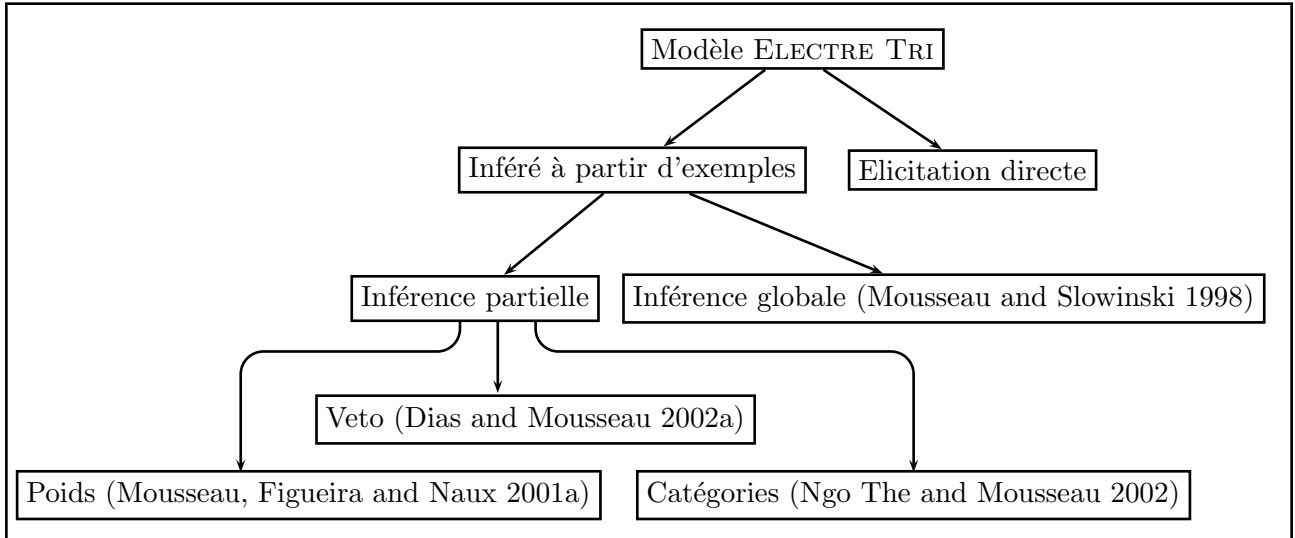 Modèle ELECTRE TRI
Inféré à partir d'exemples
Elicitation directe
Inférence partielle
Inférence globale (Mousseau and Slowinski 1998)
Veto (Dias and Mousseau 2002a)
Poids (Mousseau, Figueira and Naux 2001a)
Catégories (Ngo The and Mousseau 2002)